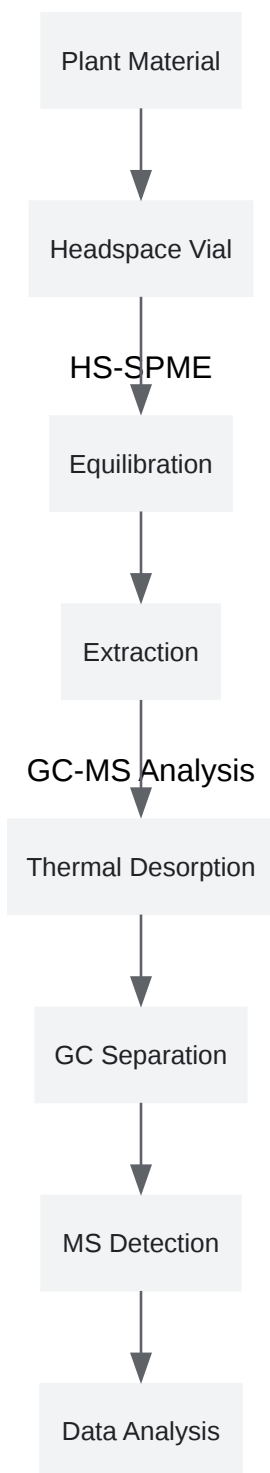 Plant Material
Headspace Vial
HS-SPME
Equilibration
Extraction
GC-MS Analysis
Thermal Desorption
GC Separation
MS Detection
Data Analysis